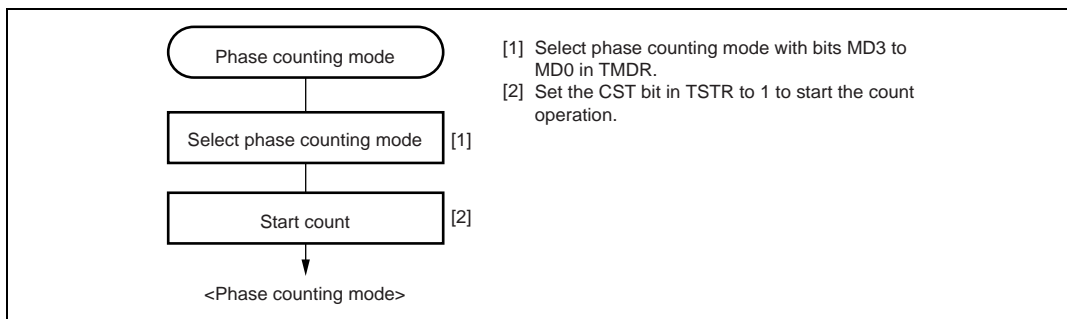 Phase counting mode
Select phase counting mode [1]
Start count [2]
<Phase counting mode>
[1] Select phase counting mode with bits MD3 to
MD0 in TMDR.
[2] Set the CST bit in TSTR to 1 to start the count
operation.